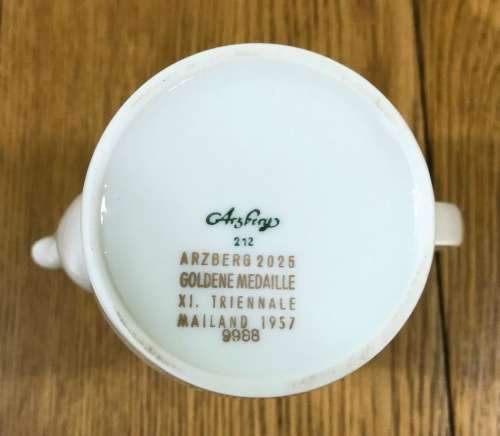 Arzberg
212
ARZBERG 2025
GOLDENE MEDAILLE
XI. TRIENNALE
MAILAND 1957
9988